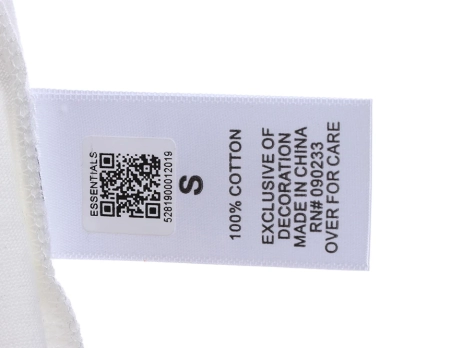 ESSENTIALS
5281900012019
S
100% COTTON
EXCLUSIVE OF
DECORATION
MADE IN CHINA
RN# 090233
OVER FOR CARE